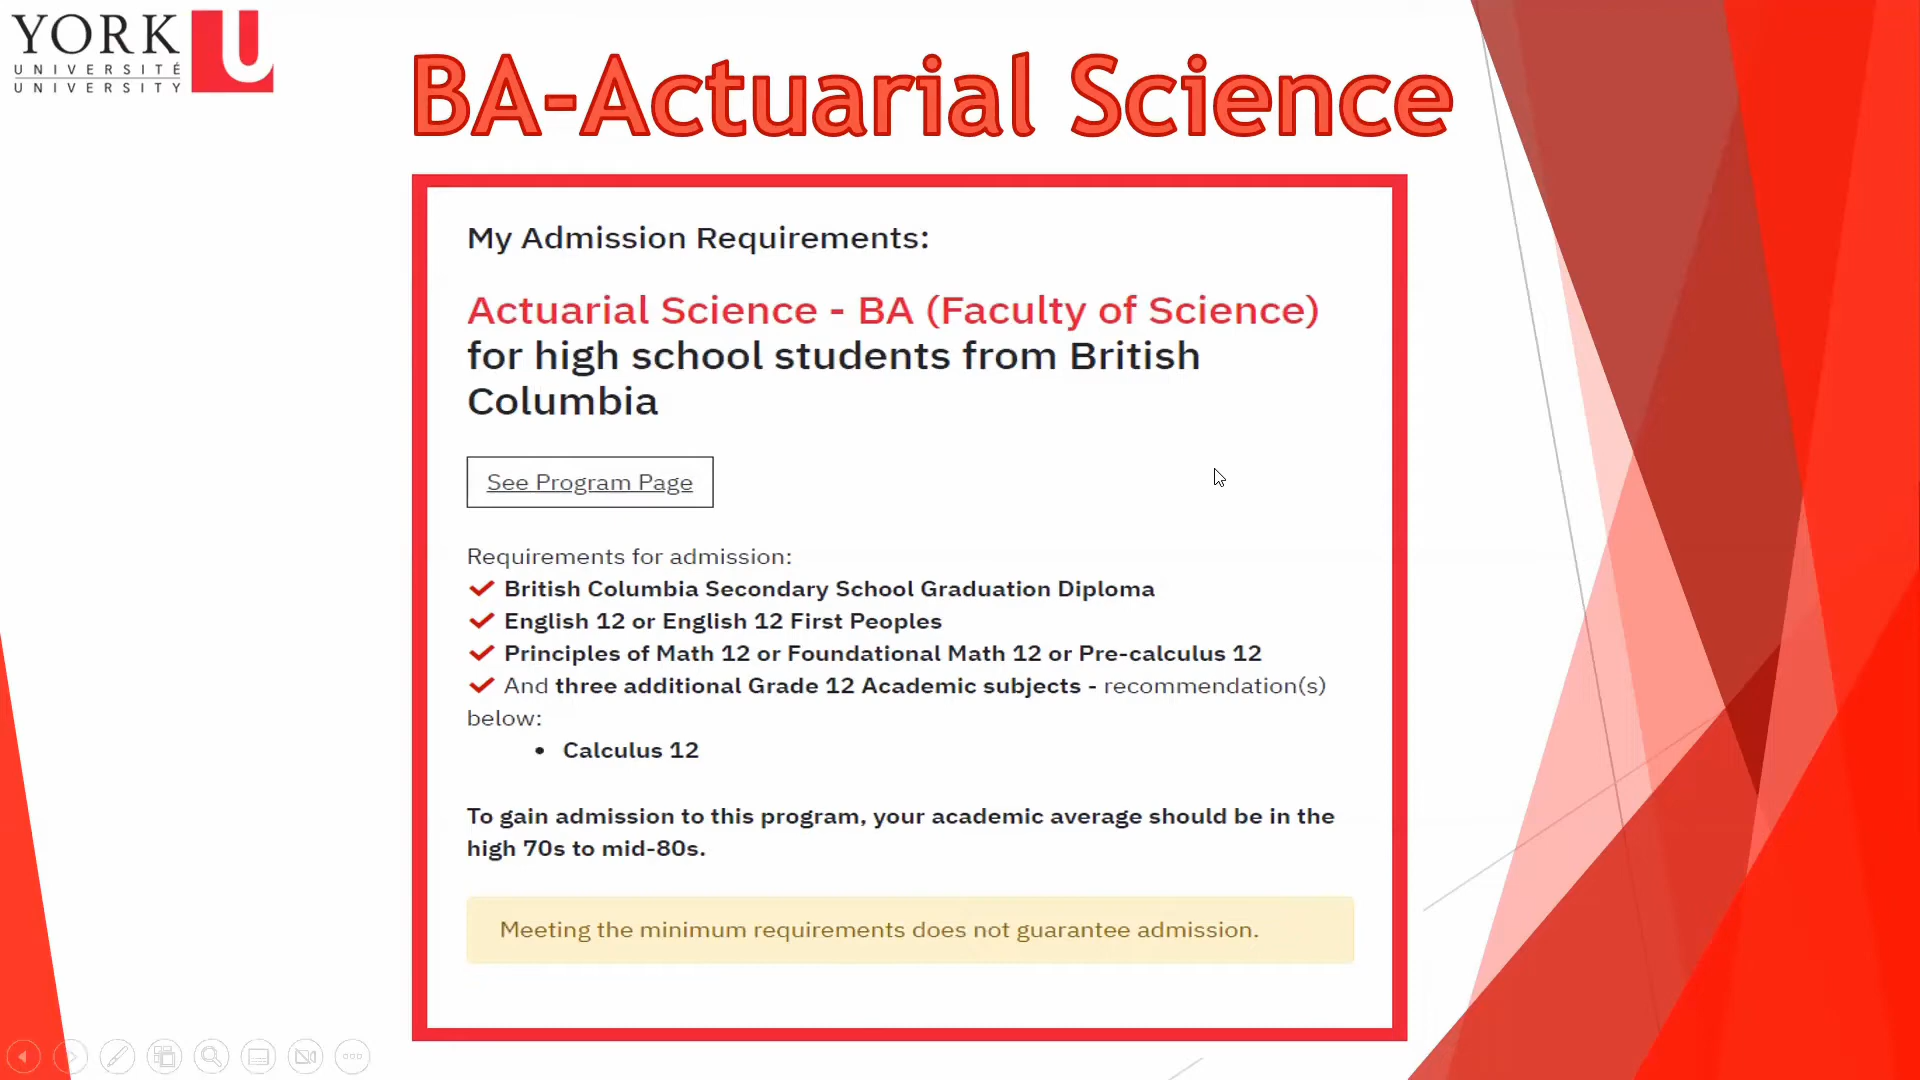 YORK U
UNIVERSITÉ
UNIVERSITY
BA-Actuarial Science
My Admission Requirements:
Actuarial Science - BA (Faculty of Science)
for high school students from British
Columbia
See Program Page
Requirements for admission:
British Columbia Secondary School Graduation Diploma
English 12 or English 12 First Peoples
Principles of Math 12 or Foundational Math 12 or Pre-calculus 12
And three additional Grade 12 Academic subjects - recommendation(s)
below:
• Calculus 12
To gain admission to this program, your academic average should be in the
high 70s to mid-80s.
Meeting the minimum requirements does not guarantee admission.